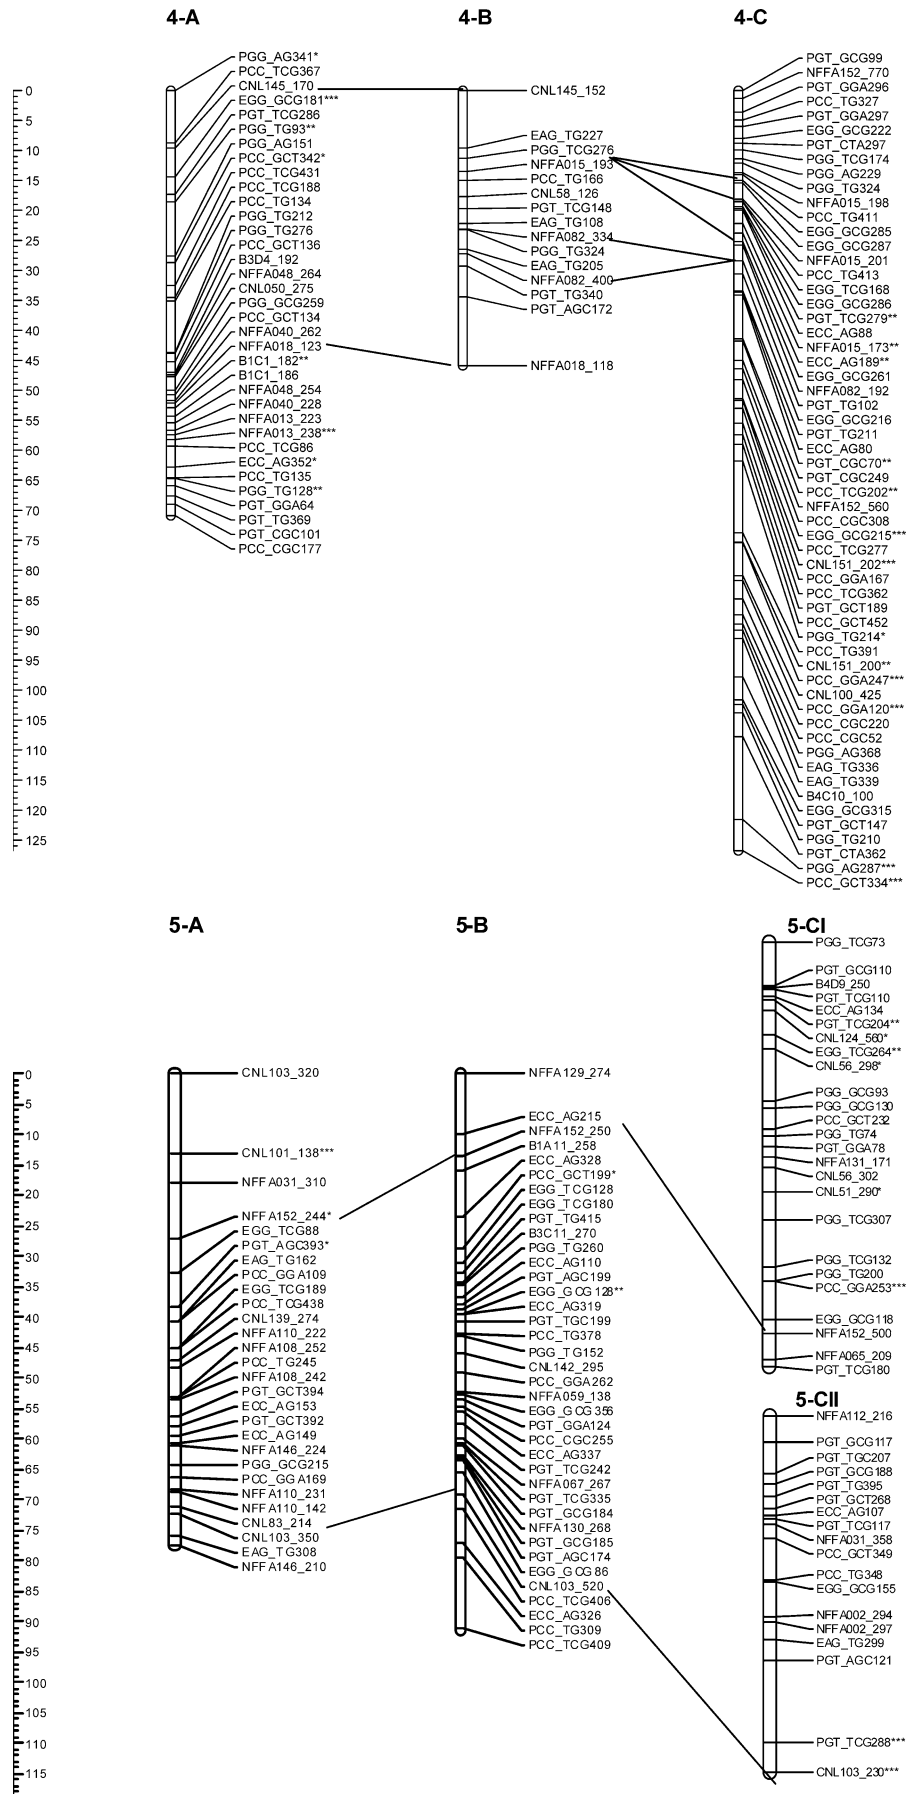 4-A
4-B
4-C
0
5
10
15
20
25
30
35
40
45
50
55
60
65
70
75
80
85
90
95
100
105
110
115
120
125
PGG_AG341*
PCC_TCG367
CNL145_170
EGG_GCG181***
PGT_TCG286
PGG_TG93**
PGG_AG151
PCC_GCT342*
PCC_TCG431
PCC_TCG188
PCC_TG134
PGG_TG212
PGG_TG276
PCC_GCT136
B3D4_192
NFFA048_264
CNL050_275
PGG_GCG259
PCC_GCT134
NFFA040_262
NFFA018_123
B1C1_182**
B1C1_186
NFFA048_254
NFFA040_228
NFFA013_223
NFFA013_238***
PCC_TCG86
ECC_AG352*
PCC_TG135
PGG_TG128**
PGT_GGA64
PGT_TG369
PGT_CGC101
PCC_CGC177
CNL145_152
EAG_TG227
PGG_TCG276
NFFA015_193
PCC_TG166
CNL58_126
PGT_TCG148
EAG_TG108
NFFA082_334
PGG_TG324
EAG_TG205
NFFA082_400
PGT_TG340
PGT_AGC172
NFFA018_118
PGT_GCG99
NFFA152_770
PGT_GGA296
PCC_TG327
PGT_GGA297
EGG_GCG222
PGT_CTA297
PGG_TCG174
PGG_AG229
PGG_TG324
NFFA015_198
PCC_TG411
EGG_GCG285
EGG_GCG287
NFFA015_201
PCC_TG413
EGG_TCG168
EGG_GCG286
PGT_TCG279**
ECC_AG88
NFFA015_173**
ECC_AG189**
EGG_GCG261
NFFA082_192
PGT_TG102
EGG_GCG216
PGT_TG211
ECC_AG80
PGT_CGC70**
PGT_CGC249
PCC_TCG202**
NFFA152_560
PCC_CGC308
EGG_GCG215***
PCC_TCG277
CNL151_202***
PCC_GGA167
PCC_TCG362
PGT_GCT189
PCC_GCT452
PGG_TG214*
PCC_TG391
CNL151_200**
PCC_GGA247***
CNL100_425
PCC_GGA120***
PCC_CGC220
PCC_CGC52
PGG_AG368
EAG_TG336
EAG_TG339
B4C10_100
EGG_GCG315
PGT_GCT147
PGG_TG210
PGT_CTA362
PGG_AG287***
PCC_GCT334***
5-A
5-B
5-CI
0
5
10
15
20
25
30
35
40
45
50
55
60
65
70
75
80
85
90
95
100
105
110
115
CNL103_320
CNL101_138***
NFFA031_310
NFFA152_244*
EGG_TCG88
PGT_AGC393*
EAG_TG162
PCC_GGA109
EGG_TCG189
PCC_TCG438
CNL139_274
NFFA110_222
NFFA108_252
PCC_TG245
NFFA108_242
PGT_GCT394
ECC_AG153
PGT_GCT392
ECC_AG149
NFFA146_224
PGG_GCG215
PCC_GGA169
NFFA110_231
NFFA110_142
CNL83_214
CNL103_350
EAG_TG308
NFFA146_210
NFFA129_274
ECC_AG215
NFFA152_250
B1A11_258
ECC_AG328
PCC_GCT199*
EGG_TCG128
EGG_TCG180
PGT_TG415
B3C11_270
PGG_TG260
ECC_AG110
PGT_AGC199
EGG_GCG128**
ECC_AG319
PGT_TGC199
PCC_TG378
PGG_TG152
CNL142_295
PCC_GGA262
NFFA059_138
EGG_GCG356
PGT_GGA124
PCC_CGC255
ECC_AG337
PGT_TCG242
NFFA067_267
PGT_TCG335
PGT_GCG184
NFFA130_268
PGT_GCG185
PGT_AGC174
EGG_GCG86
CNL103_520
PCC_TCG406
ECC_AG326
PCC_TG309
PCC_TCG409
PGG_TCG73
PGT_GCG110
B4D9_250
PGT_TCG110
ECC_AG134
PGT_TCG204**
CNL124_560*
EGG_TCG264**
CNL56_298*
PGG_GCG93
PGG_GCG130
PCC_GCT232
PGG_TG74
PGT_GGA78
NFFA131_171
CNL56_302
CNL51_290*
PGG_TCG307
PGG_TCG132
PGG_TG200
PCC_GGA253***
EGG_GCG118
NFFA152_500
NFFA065_209
PGT_TCG180
5-CII
NFFA112_216
PGT_GCG117
PGT_TGC207
PGT_GCG188
PGT_TG395
PGT_GCT268
ECC_AG107
PGT_TCG117
NFFA031_358
PCC_GCT349
PCC_TG348
EGG_GCG155
NFFA002_294
NFFA002_297
EAG_TG299
PGT_AGC121
PGT_TCG288***
CNL103_230***